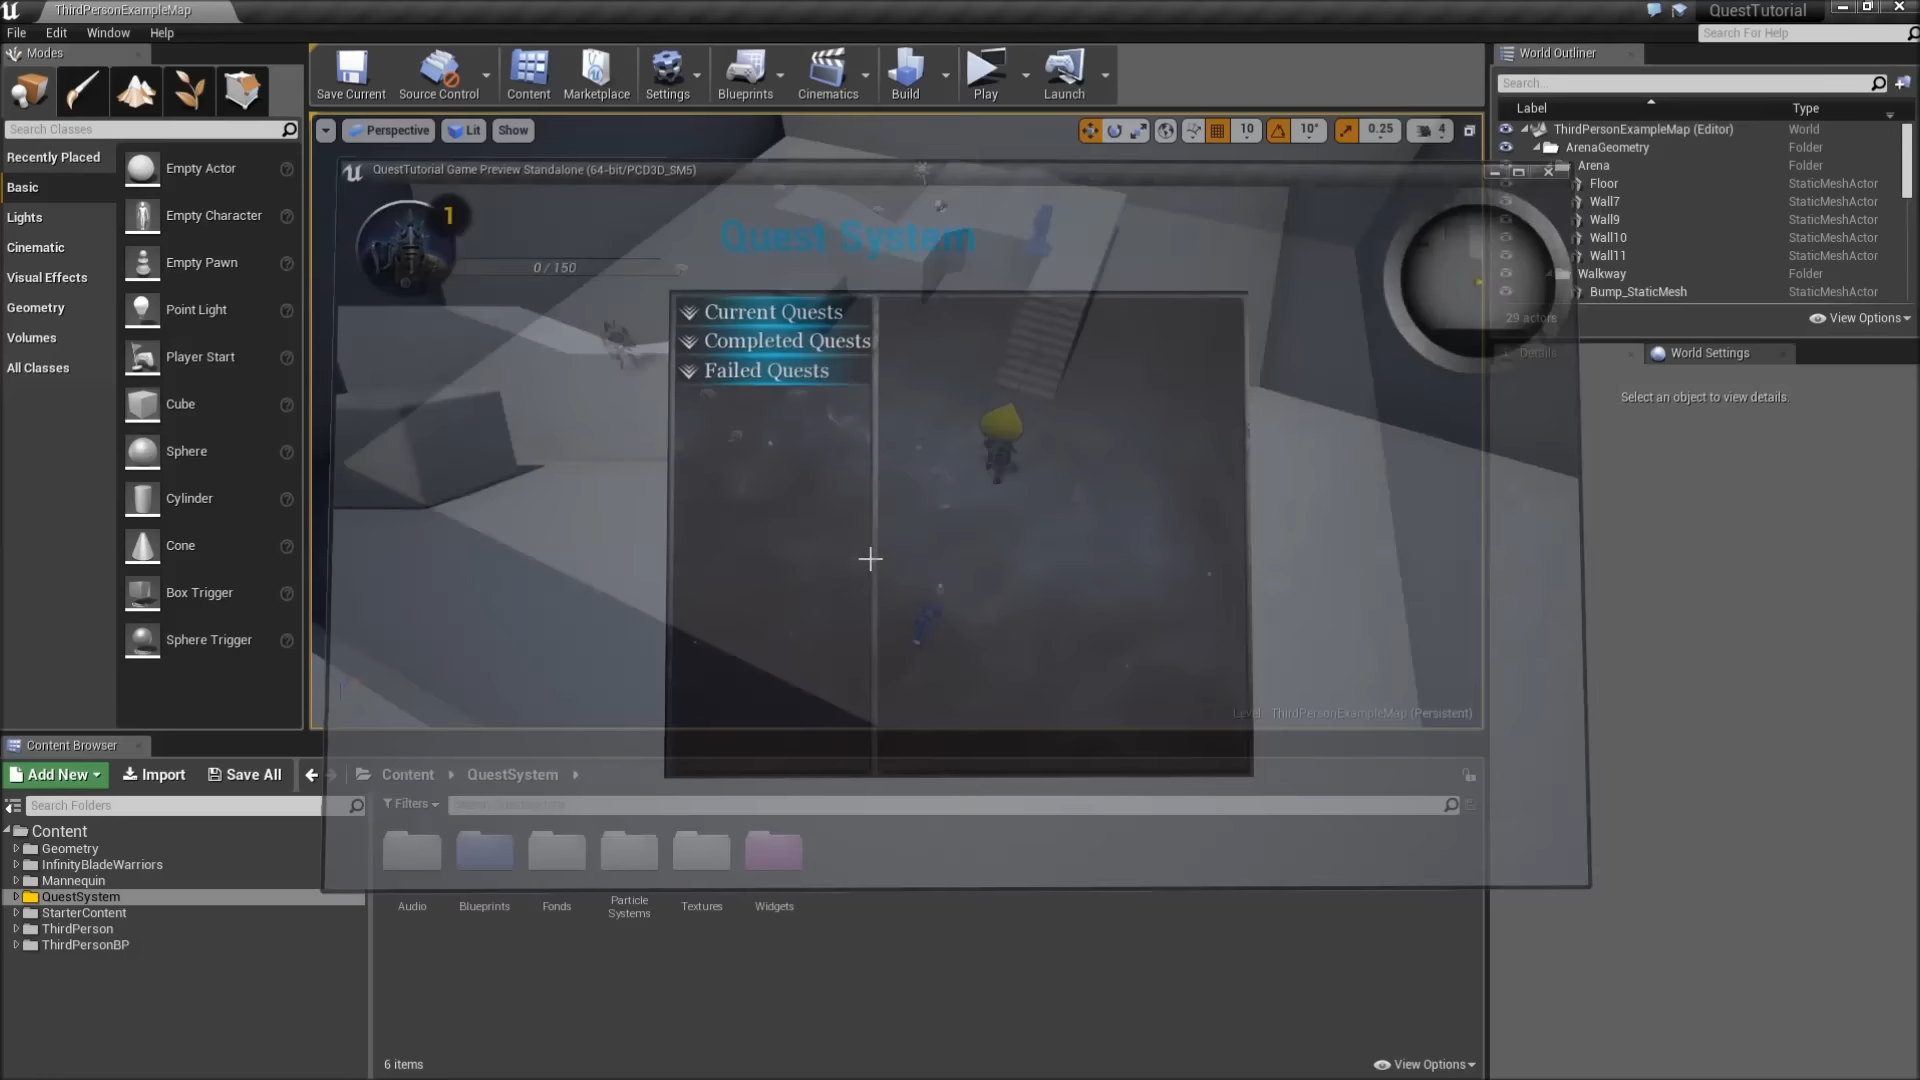 ThirdPersonExampleMap
QuestTutorial
File Edit Window Help
Search For Help
Modes
Search Classes
Recently Placed
Basic
Lights
Cinematic
Visual Effects
Geometry
Volumes
All Classes
Empty Actor
Empty Character
Empty Pawn
Point Light
Player Start
Cube
Sphere
Cylinder
Cone
Box Trigger
Sphere Trigger
Save Current
Source Control
Content
Marketplace
Settings
Blueprints
Cinematics
Build
Play
Launch
Perspective
Lit
Show
10
10°
0.25
4
QuestTutorial Game Preview Standalone (64-bit/PCD3D_SM5)
1
0 / 150
Quest System
Current Quests
Completed Quests
Failed Quests
Level: ThirdPersonExampleMap (Persistent)
World Outliner
Search...
Label Type
ThirdPersonExampleMap (Editor) World
ArenaGeometry Folder
Arena Folder
Floor StaticMeshActor
Wall7 StaticMeshActor
Wall9 StaticMeshActor
Wall10 StaticMeshActor
Wall11 StaticMeshActor
Walkway Folder
Bump_StaticMesh StaticMeshActor
29 actors
View Options
Details
World Settings
Select an object to view details.
Content Browser
Add New
Import
Save All
Content
QuestSystem
Search Folders
Filters
Content
Geometry
InfinityBladeWarriors
Mannequin
QuestSystem
StarterContent
ThirdPerson
ThirdPersonBP
Audio
Blueprints
Fonds
Particle
Systems
Textures
Widgets
6 items
View Options